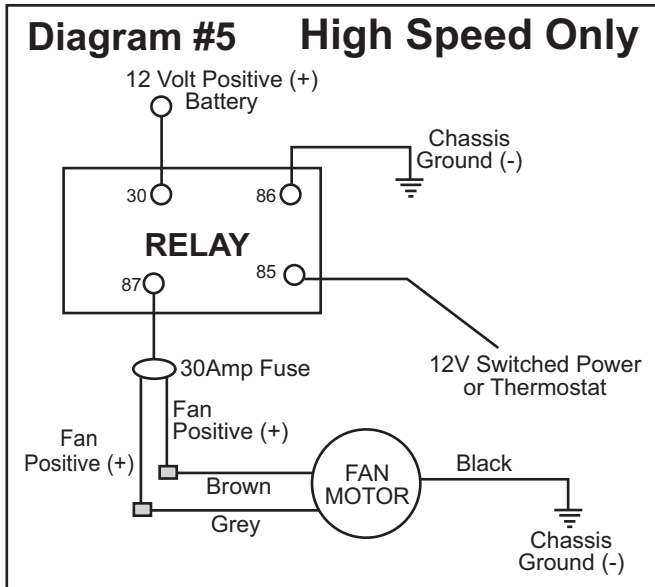 Diagram #5 High Speed Only
12 Volt Positive (+)
Battery
Chassis
Ground (-)
30
86
RELAY
87
85
12V Switched Power
or Thermostat
30Amp Fuse
Fan
Positive (+)
Fan
Positive (+)
Brown
Grey
FAN
MOTOR
Black
Chassis
Ground (-)